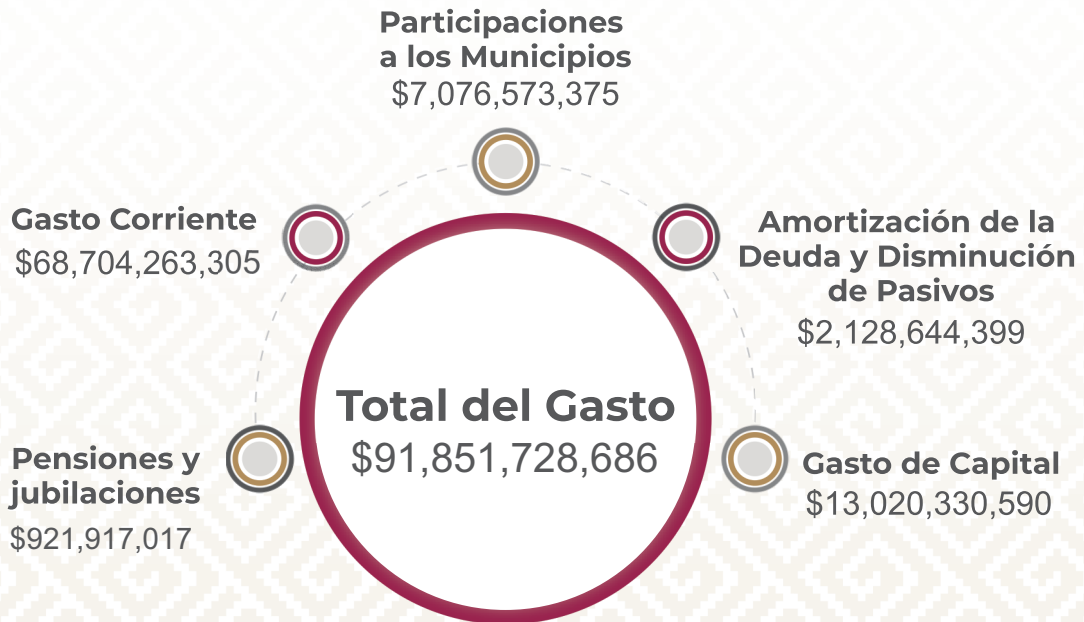 Participaciones
a los Municipios
$7,076,573,375
Gasto Corriente
$68,704,263,305
Amortización de la
Deuda y Disminución
de Pasivos
$2,128,644,399
Total del Gasto
$91,851,728,686
Pensiones y
jubilaciones
$921,917,017
Gasto de Capital
$13,020,330,590